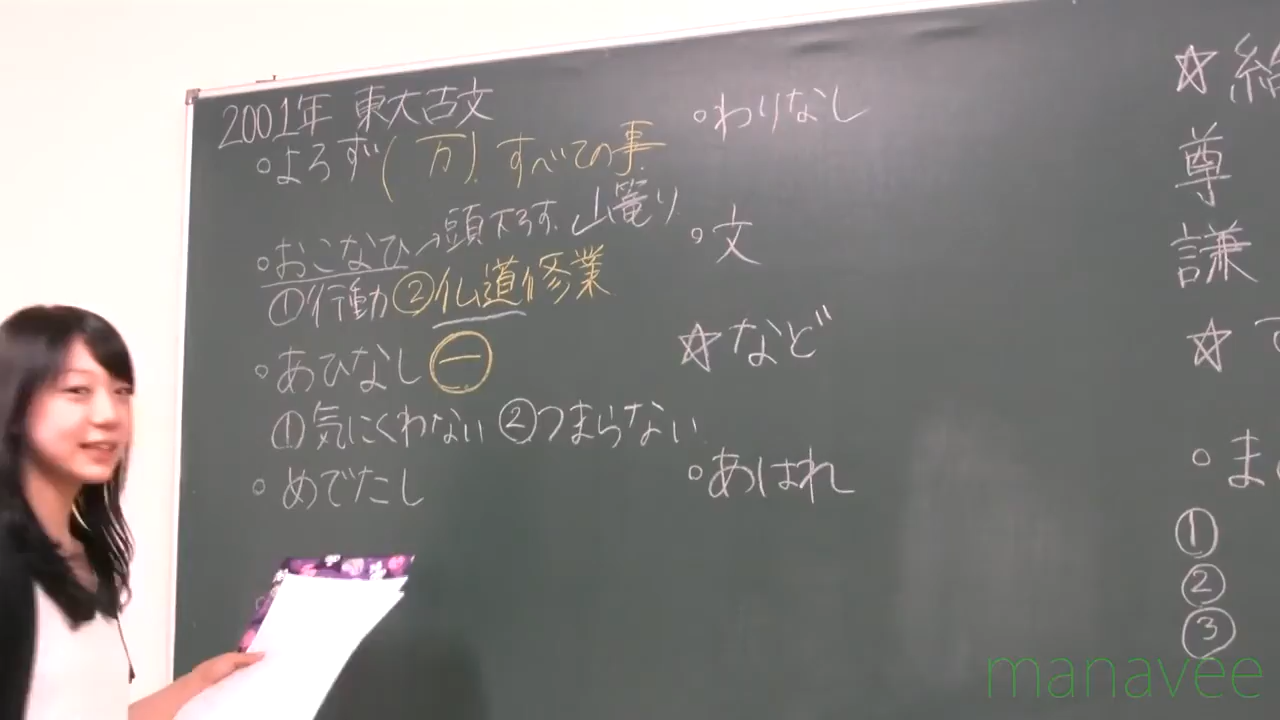 2001年 東大古文
○よろず(万) すべての事
○おこなひ→頭下ろす 山篭り
①行動 ②仏道修業
○あひなし ㊀
①気にくわない ②つまらない
○めでたし
○わりなし
○文
☆など
○あはれ
☆給
尊
謙
☆
○ま
①
②
③
manavee